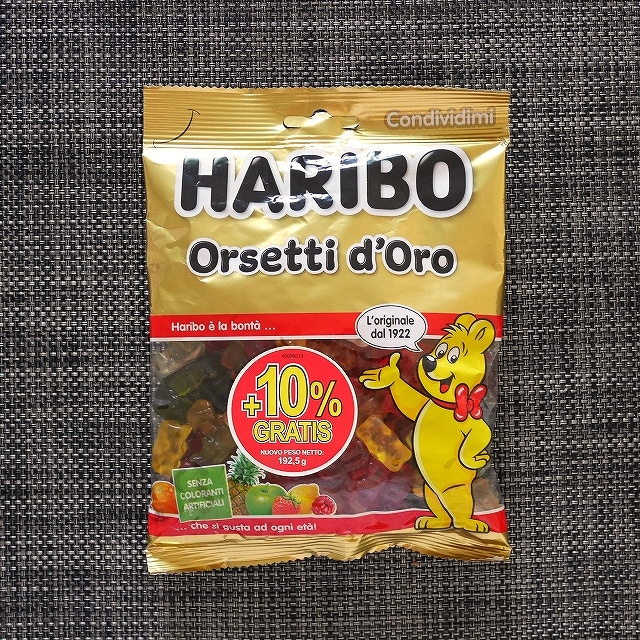 Condividimi
HARIBO
Orsetti d'Oro
Haribo è la bontà ...
L'originale
dal 1922
40035013
+10%
GRATIS
NUOVO PESO NETTO:
192,5g
SENZA
COLORANTI
ARTIFICIALI
... che si gusta ad ogni età!